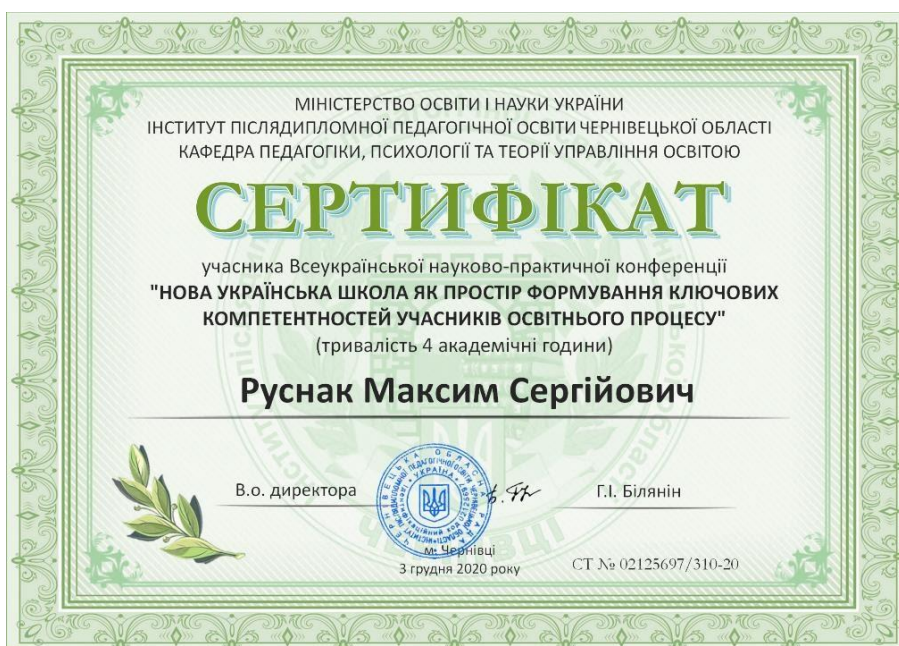 МІНІСТЕРСТВО ОСВІТИ І НАУКИ УКРАЇНИ
ІНСТИТУТ ПІСЛЯДИПЛОМНОЇ ПЕДАГОГІЧНОЇ ОСВІТИ ЧЕРНІВЕЦЬКОЇ ОБЛАСТІ
КАФЕДРА ПЕДАГОГІКИ, ПСИХОЛОГІЇ ТА ТЕОРІЇ УПРАВЛІННЯ ОСВІТОЮ
СЕРТИФІКАТ
учасника Всеукраїнської науково-практичної конференції
"НОВА УКРАЇНСЬКА ШКОЛА ЯК ПРОСТІР ФОРМУВАННЯ КЛЮЧОВИХ
КОМПЕТЕНТНОСТЕЙ УЧАСНИКІВ ОСВІТНЬОГО ПРОЦЕСУ"
(тривалість 4 академічні години)
Руснак Максим Сергійович
В.о. директора
Г.І. Білянін
м. Чернівці
3 грудня 2020 року
СТ № 02125697/310-20